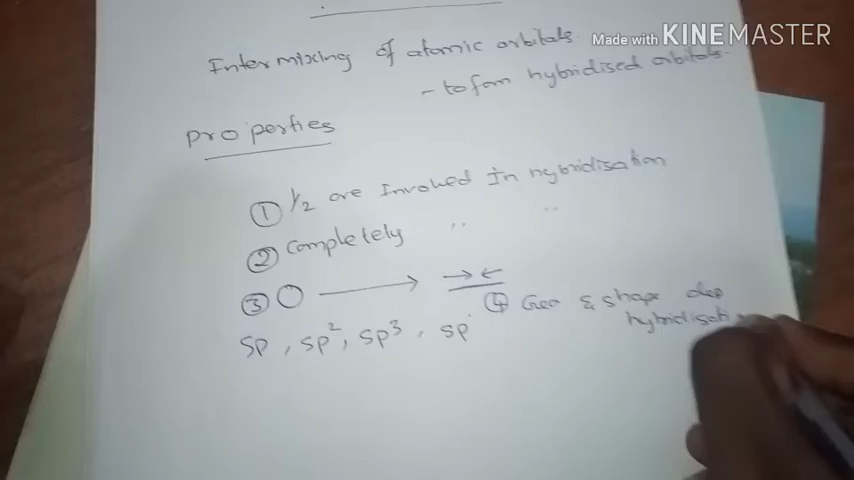 Made with KINEMASTER
Intermixing of atomic orbitals.
- to form hybridised orbitals.
Properties
① 1/2 are Involved In hybridisation
② Completely " "
③ ○ ⟶ →←
④ Geo & shape dep
hybridisati
sp, sp², sp³, sp